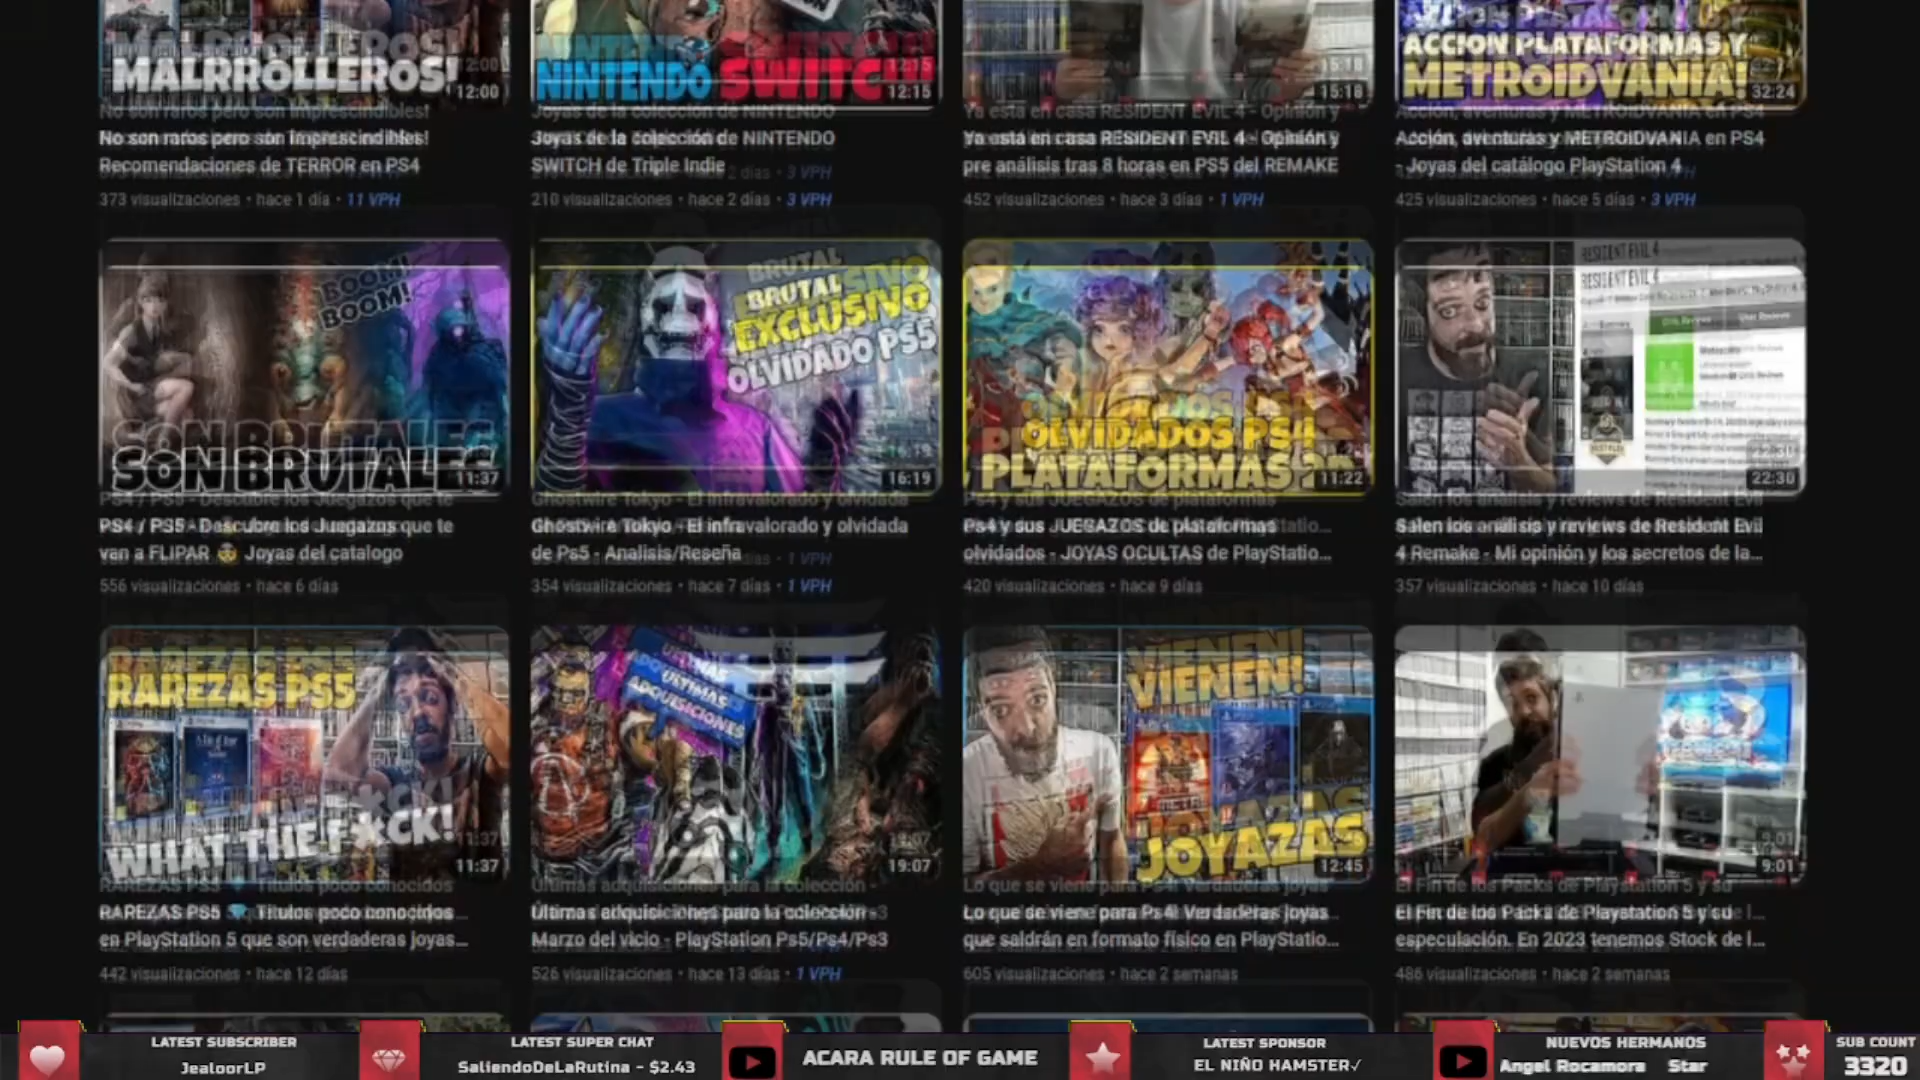 MALRROLLEROS!
12:00
NINTENDO SWITCH
12:15
15:18
ACCION PLATAFORMAS Y
METROIDVANIA!
32:24
No son raros pero son imprescindibles!
Recomendaciones de TERROR en PS4
373 visualizaciones • hace 1 día • 11 VPH
Joyas de la colección de NINTENDO
SWITCH de Triple Indie
210 visualizaciones • hace 2 días • 3 VPH
Ya está en casa RESIDENT EVIL 4 - Opinión y
pre análisis tras 8 horas en PS5 del REMAKE
452 visualizaciones • hace 3 días • 1 VPH
Acción, aventuras y METROIDVANIA en PS4
- Joyas del catálogo PlayStation 4
425 visualizaciones • hace 5 días • 3 VPH
BOOM!
SON BRUTALES
11:37
BRUTAL
EXCLUSIVO
OLVIDADO PS5
16:19
OLVIDADOS PS4
PLATAFORMAS 2
11:22
RESIDENT EVIL 4
22:30
PS4 / PS5 - Descubre los Juegazos que te
van a FLIPAR 🤯 Joyas del catalogo
556 visualizaciones • hace 6 días
Ghostwire Tokyo - El infravalorado y olvidada
de Ps5 - Analisis/Reseña
354 visualizaciones • hace 7 días • 1 VPH
Ps4 y sus JUEGAZOS de plataformas
olvidados - JOYAS OCULTAS de PlayStatio...
420 visualizaciones • hace 9 días
Salen los análisis y reviews de Resident Evil
4 Remake - Mi opinión y los secretos de la...
357 visualizaciones • hace 10 días
RAREZAS PS5
WHAT THE F*CK!
11:37
ULTIMAS
ADQUISICIONES
19:07
VIENEN!
JOYAZAS
12:45
9:01
RAREZAS PS5 💎 Titulos poco conocidos
en PlayStation 5 que son verdaderas joyas...
442 visualizaciones • hace 12 días
Últimas adquisiciones para la colección -
Marzo del vicio - PlayStation Ps5/Ps4/Ps3
526 visualizaciones • hace 13 días • 1 VPH
Lo que se viene para Ps4! Verdaderas joyas
que saldrán en formato físico en PlayStatio...
605 visualizaciones • hace 2 semanas
El Fin de los Packs de Playstation 5 y su
especulación. En 2023 tenemos Stock de l...
486 visualizaciones • hace 2 semanas
LATEST SUBSCRIBER
JealoorLP
LATEST SUPER CHAT
SaliendoDeLaRutina - $2.43
ACARA RULE OF GAME
LATEST SPONSOR
EL NIÑO HAMSTER✓
NUEVOS HERMANOS
Angel Rocamora Star
SUB COUNT
3320